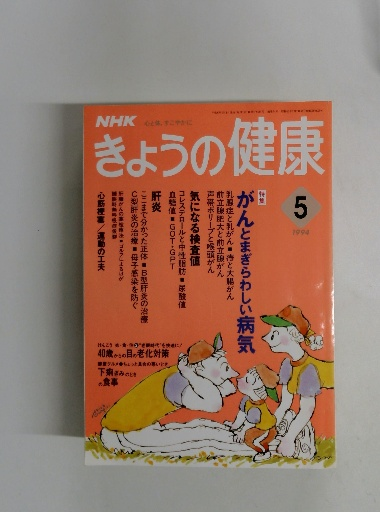 NHK
きょうの健康
5
1994
特集
がんとまぎらわしい病気
乳腺症と乳がん■痔と大腸がん
前立腺肥大と前立腺がん
声帯ポリープと喉頭がん
気になる検査値
コレステロールと中性脂肪■尿酸値
血糖値■GOT・GPT
肝炎
ここまで分かった正体■B型肝炎の治療
C型肝炎の治療■母子感染を防ぐ
心筋梗塞/運動の工夫
40歳からの目の老化対策
下痢ぎみのときの食事